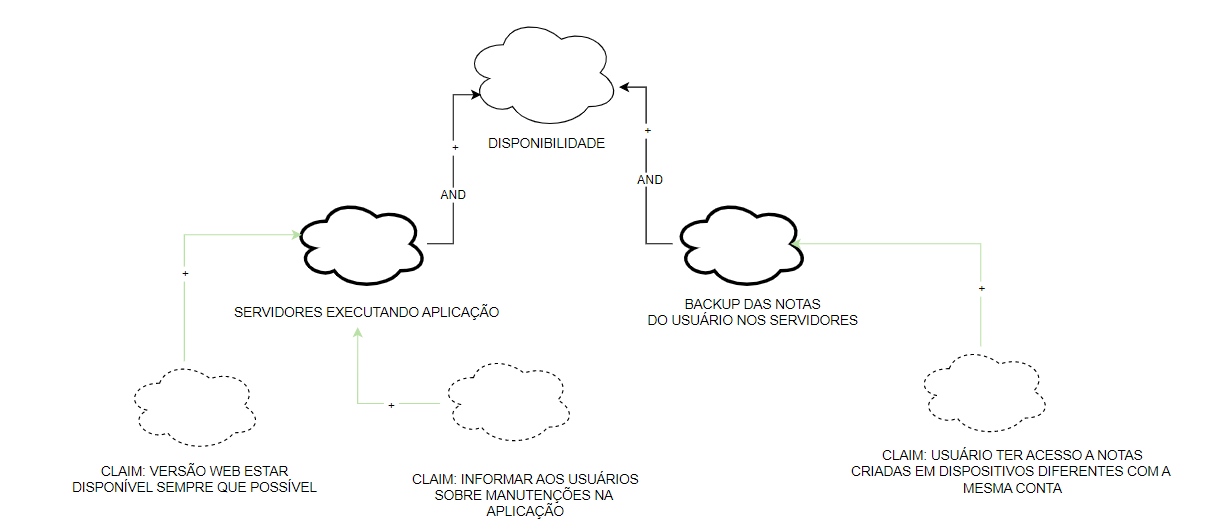 DISPONIBILIDADE
+
+
AND
AND
SERVIDORES EXECUTANDO APLICAÇÃO
BACKUP DAS NOTAS
DO USUÁRIO NOS SERVIDORES
+
+
+
CLAIM: VERSÃO WEB ESTAR
DISPONÍVEL SEMPRE QUE POSSÍVEL
CLAIM: INFORMAR AOS USUÁRIOS
SOBRE MANUTENÇÕES NA
APLICAÇÃO
CLAIM: USUÁRIO TER ACESSO A NOTAS
CRIADAS EM DISPOSITIVOS DIFERENTES COM A
MESMA CONTA